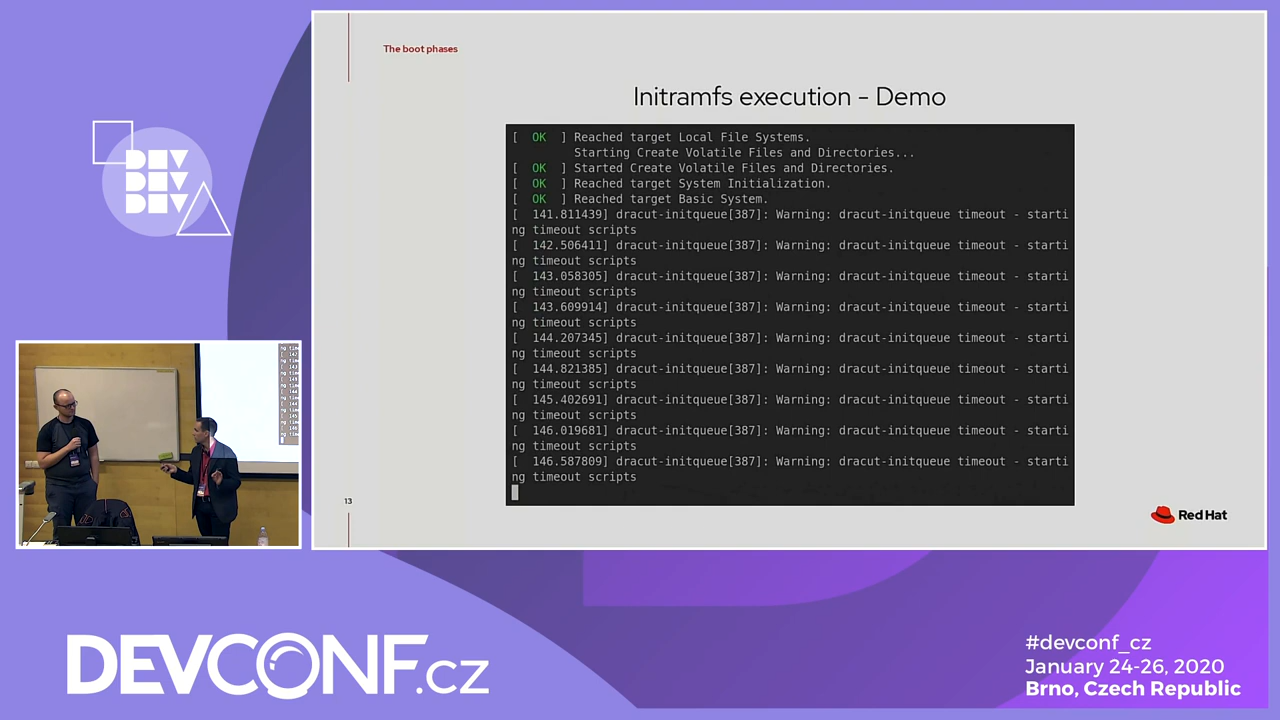 The boot phases
Initramfs execution - Demo
[  OK  ] Reached target Local File Systems.
Starting Create Volatile Files and Directories...
[  OK  ] Started Create Volatile Files and Directories.
[  OK  ] Reached target System Initialization.
[  OK  ] Reached target Basic System.
[  141.811439] dracut-initqueue[387]: Warning: dracut-initqueue timeout - starti
ng timeout scripts
[  142.506411] dracut-initqueue[387]: Warning: dracut-initqueue timeout - starti
ng timeout scripts
[  143.058305] dracut-initqueue[387]: Warning: dracut-initqueue timeout - starti
ng timeout scripts
[  143.609914] dracut-initqueue[387]: Warning: dracut-initqueue timeout - starti
ng timeout scripts
[  144.207345] dracut-initqueue[387]: Warning: dracut-initqueue timeout - starti
ng timeout scripts
[  144.821385] dracut-initqueue[387]: Warning: dracut-initqueue timeout - starti
ng timeout scripts
[  145.402691] dracut-initqueue[387]: Warning: dracut-initqueue timeout - starti
ng timeout scripts
[  146.019681] dracut-initqueue[387]: Warning: dracut-initqueue timeout - starti
ng timeout scripts
[  146.587809] dracut-initqueue[387]: Warning: dracut-initqueue timeout - starti
ng timeout scripts
13
Red Hat
DEV
DEV
DEV
DEVCONF.cz
#devconf_cz
January 24-26, 2020
Brno, Czech Republic